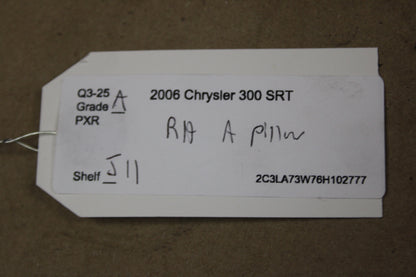 Q3-25
Grade A
PXR
2006 Chrysler 300 SRT
RH A pillar
Shelf J11
2C3LA73W76H102777